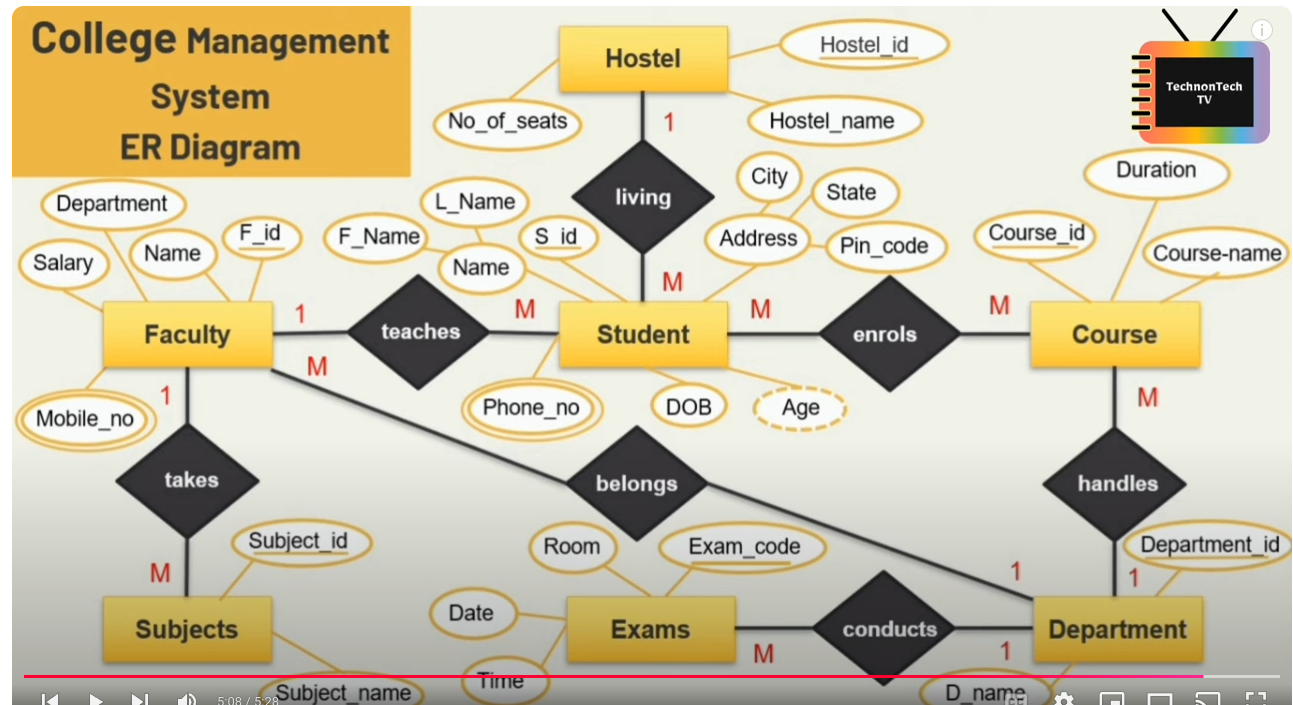 College Management
System
ER Diagram
Hostel
Hostel_id
No_of_seats
Hostel_name
1
living
M
TechnonTech
TV
Department
F_id
Name
Salary
Faculty
Mobile_no
L_Name
F_Name
S_id
Name
City
State
Address
Pin_code
Duration
Course_id
Course-name
1
teaches
M
Student
M
enrols
M
Course
Phone_no
DOB
Age
M
1
takes
M
belongs
1
M
handles
1
Subject_id
Subjects
Subject_name
Room
Exam_code
Date
Time
Exams
M
conducts
1
Department_id
Department
D_name
5:08 / 5:28
CC
i